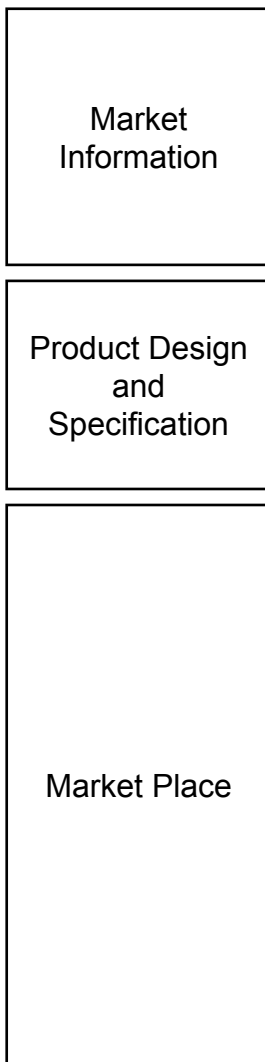 Market
Information
Product Design
and
Specification
Market Place